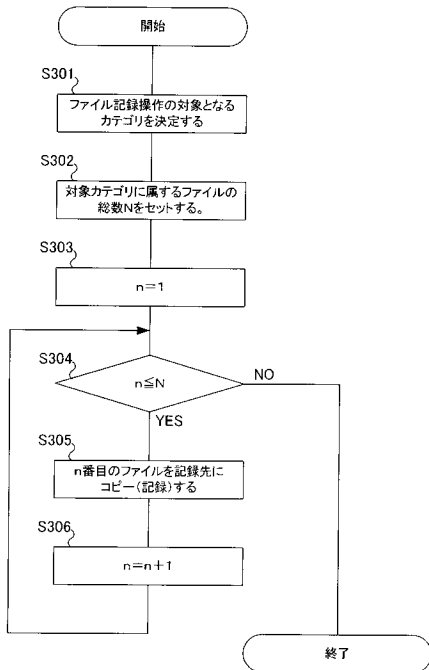 開始
S301
ファイル記録操作の対象となる
カテゴリを決定する
S302
対象カテゴリに属するファイルの
総数Nをセットする。
S303
n=1
S304
n≦N
NO
YES
S305
n番目のファイルを記録先に
コピー(記録)する
S306
n=n+1
終了